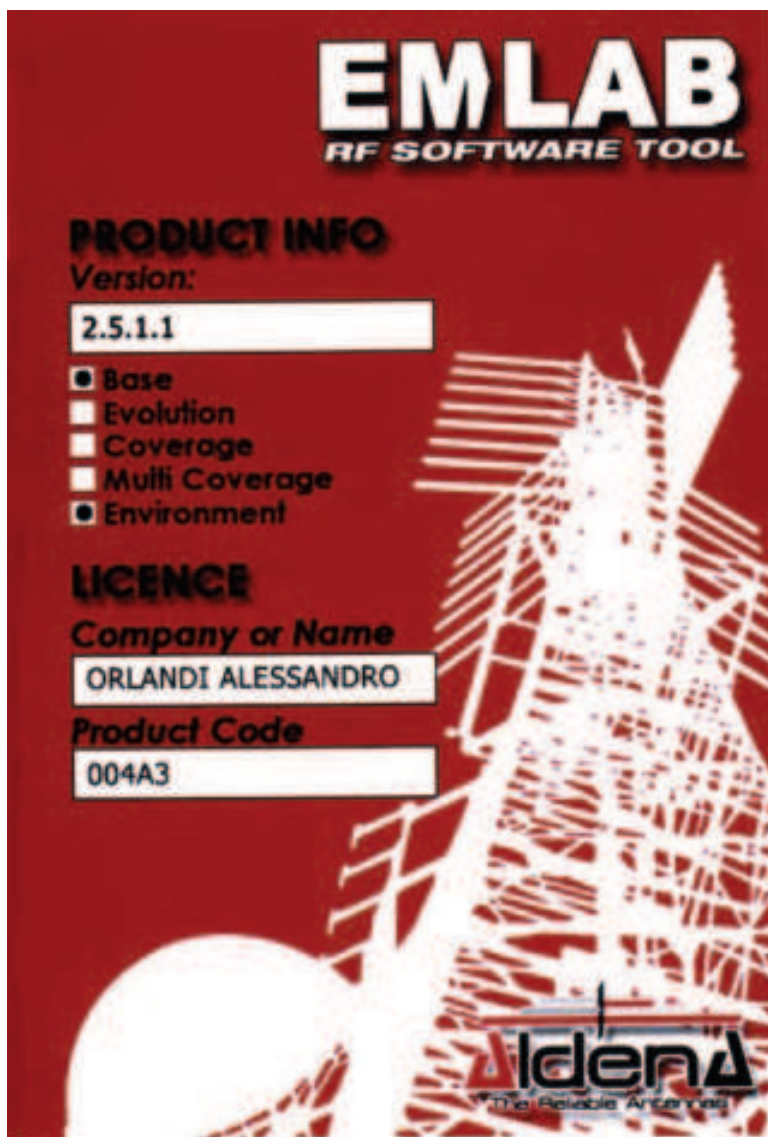 EMLAB
RF SOFTWARE TOOL
PRODUCT INFO
Version:
2.5.1.1
Base
Evolution
Coverage
Multi Coverage
Environment
LICENCE
Company or Name
ORLANDI ALESSANDRO
Product Code
004A3
AldenA
The Reliable Antennas